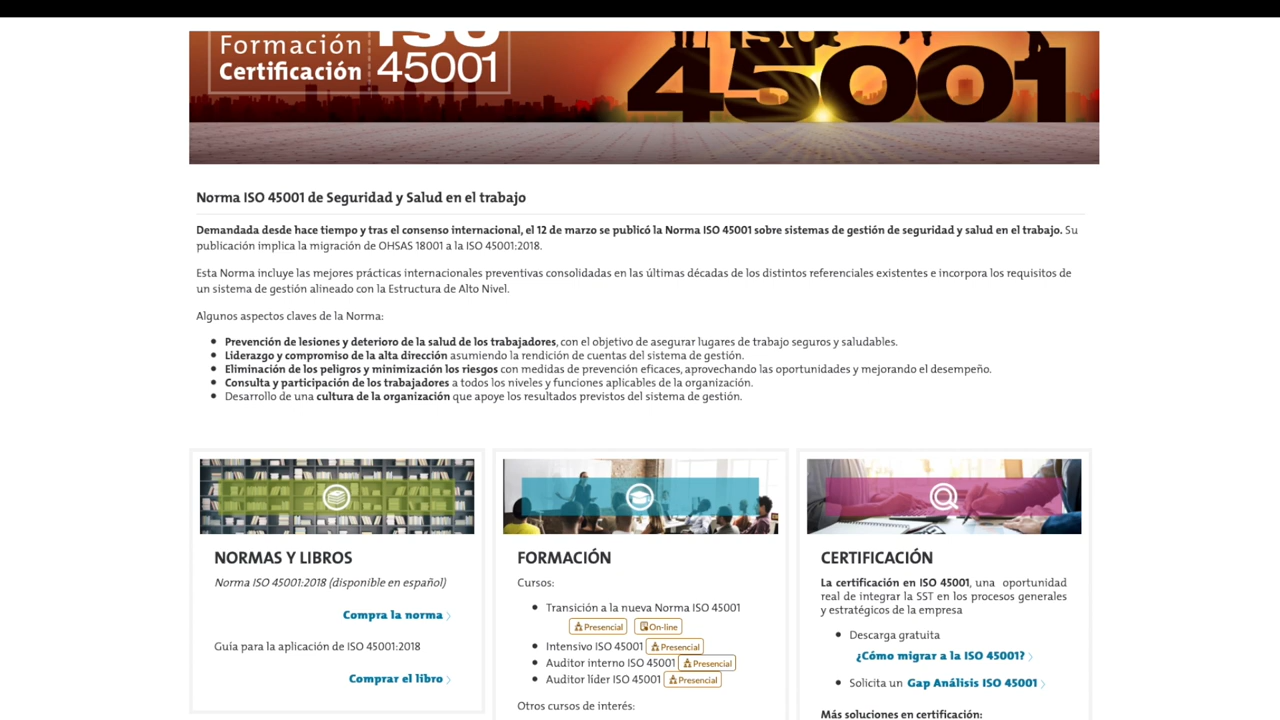 Formación
Certificación
ISO
45001
ISO
45001
Norma ISO 45001 de Seguridad y Salud en el trabajo
Demandada desde hace tiempo y tras el consenso internacional, el 12 de marzo se publicó la Norma ISO 45001 sobre sistemas de gestión de seguridad y salud en el trabajo. Su
publicación implica la migración de OHSAS 18001 a la ISO 45001:2018.
Esta Norma incluye las mejores prácticas internacionales preventivas consolidadas en las últimas décadas de los distintos referenciales existentes e incorpora los requisitos de
un sistema de gestión alineado con la Estructura de Alto Nivel.
Algunos aspectos claves de la Norma:
Prevención de lesiones y deterioro de la salud de los trabajadores, con el objetivo de asegurar lugares de trabajo seguros y saludables.
Liderazgo y compromiso de la alta dirección asumiendo la rendición de cuentas del sistema de gestión.
Eliminación de los peligros y minimización los riesgos con medidas de prevención eficaces, aprovechando las oportunidades y mejorando el desempeño.
Consulta y participación de los trabajadores a todos los niveles y funciones aplicables de la organización.
Desarrollo de una cultura de la organización que apoye los resultados previstos del sistema de gestión.
NORMAS Y LIBROS
Norma ISO 45001:2018 (disponible en español)
Compra la norma
Guía para la aplicación de ISO 45001:2018
Comprar el libro
FORMACIÓN
Cursos:
Transición a la nueva Norma ISO 45001
Presencial On-line
Intensivo ISO 45001 Presencial
Auditor interno ISO 45001 Presencial
Auditor líder ISO 45001 Presencial
Otros cursos de interés:
CERTIFICACIÓN
La certificación en ISO 45001, una oportunidad
real de integrar la SST en los procesos generales
y estratégicos de la empresa
Descarga gratuita
¿Cómo migrar a la ISO 45001?
Solicita un Gap Análisis ISO 45001
Más soluciones en certificación: